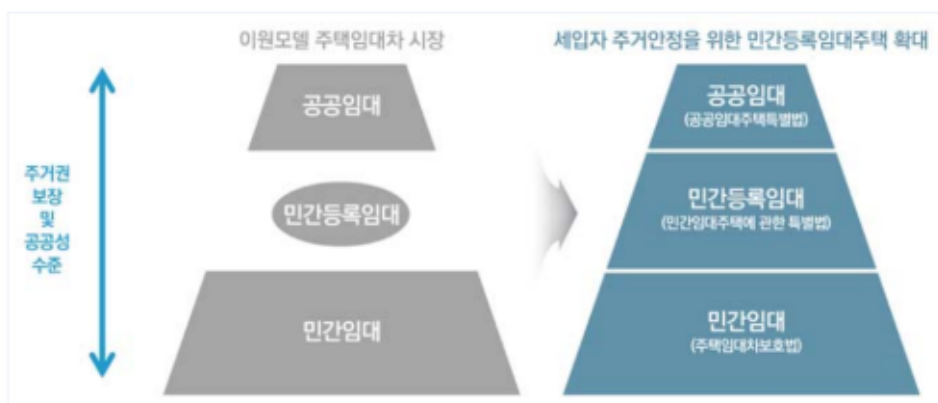 이원모델 주택임대차 시장
세입자 주거안정을 위한 민간등록임대주택 확대
주거권
보장
및
공공성
수준
공공임대
민간등록임대
민간임대
공공임대
(공공임대주택특별법)
민간등록임대
(민간임대주택에 관한 특별법)
민간임대
(주택임대차보호법)